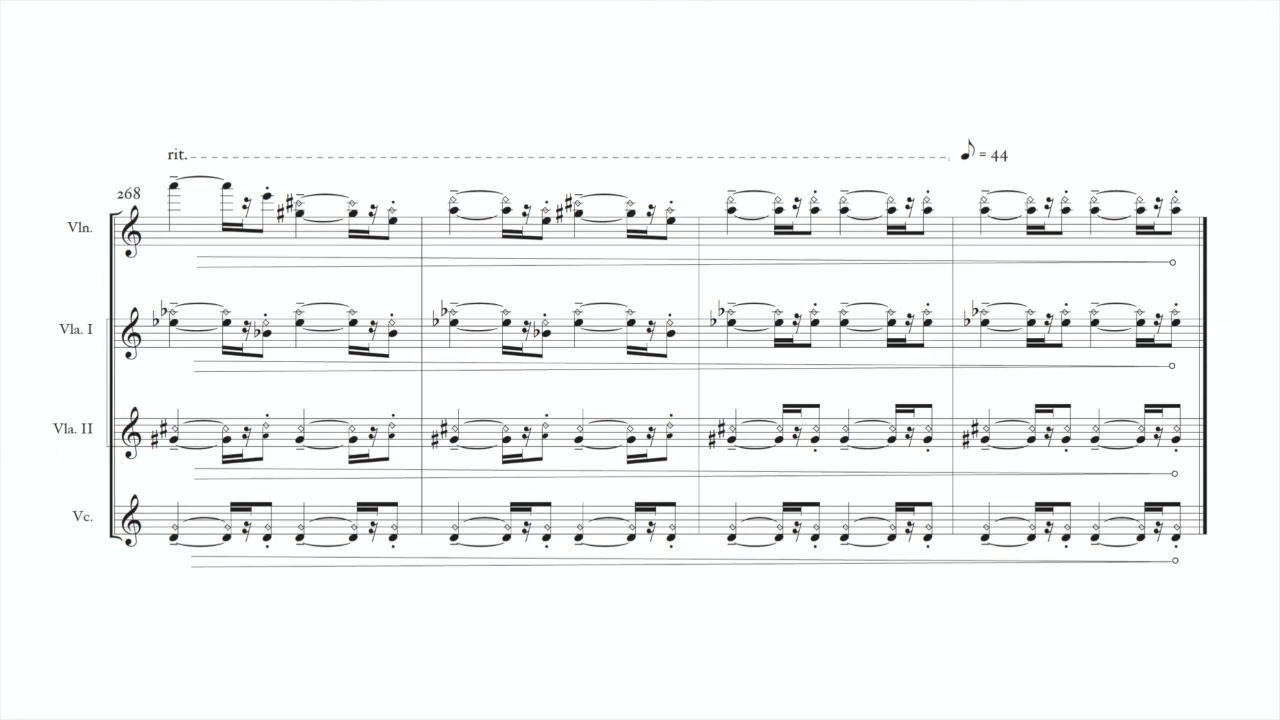 rit.
= 44
268
Vln.
Vla. I
Vla. II
Vc.